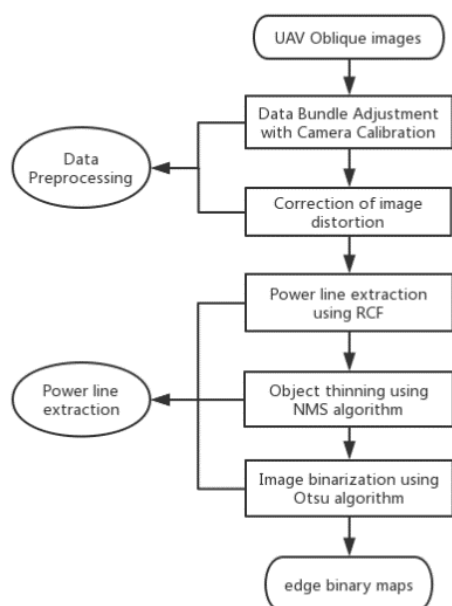 UAV Oblique images
Data Bundle Adjustment
with Camera Calibration
Data
Preprocessing
Correction of image
distortion
Power line extraction
using RCF
Power line
extraction
Object thinning using
NMS algorithm
Image binarization using
Otsu algorithm
edge binary maps